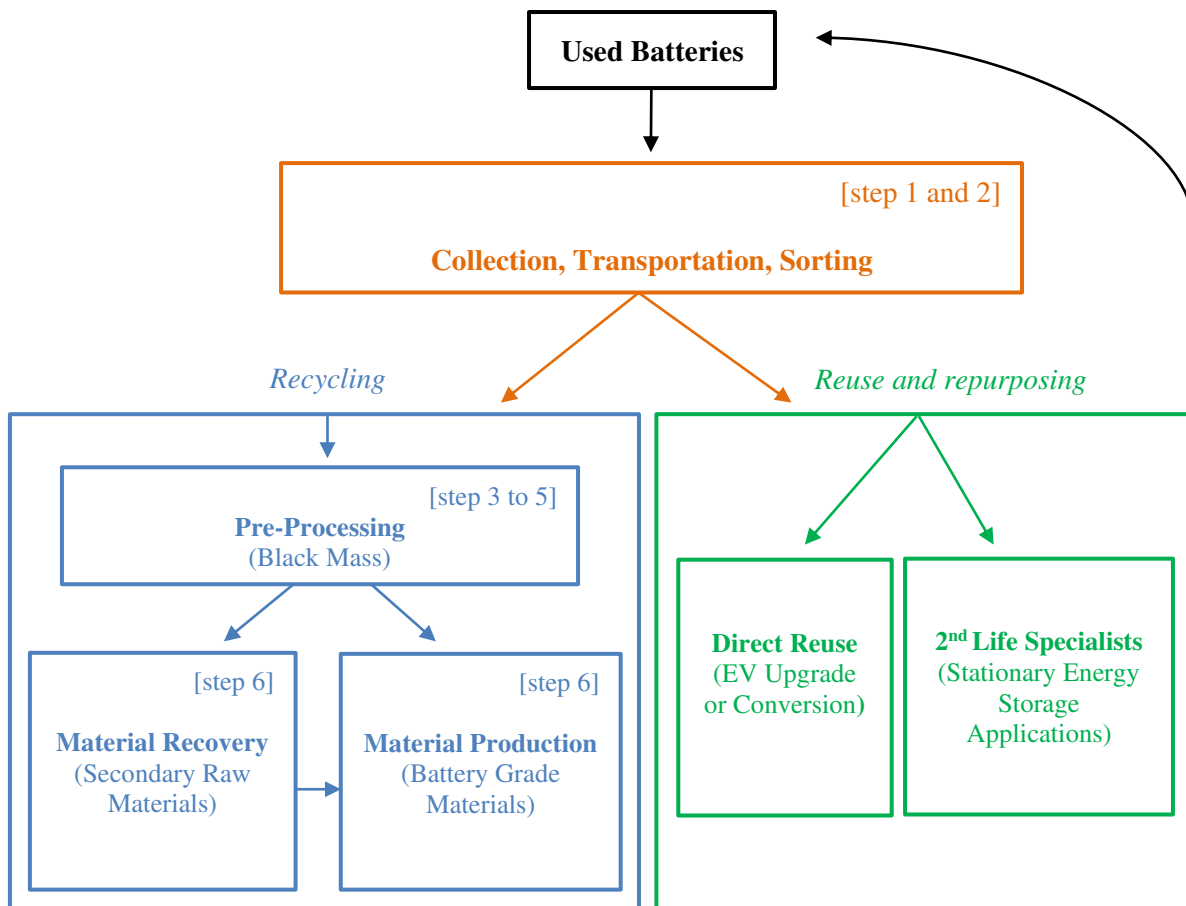 Used Batteries
[step 1 and 2]
Collection, Transportation, Sorting
Recycling
Reuse and repurposing
[step 3 to 5]
Pre-Processing
(Black Mass)
[step 6]
Material Recovery
(Secondary Raw
Materials)
[step 6]
Material Production
(Battery Grade
Materials)
Direct Reuse
(EV Upgrade
or Conversion)
2nd Life Specialists
(Stationary Energy
Storage
Applications)